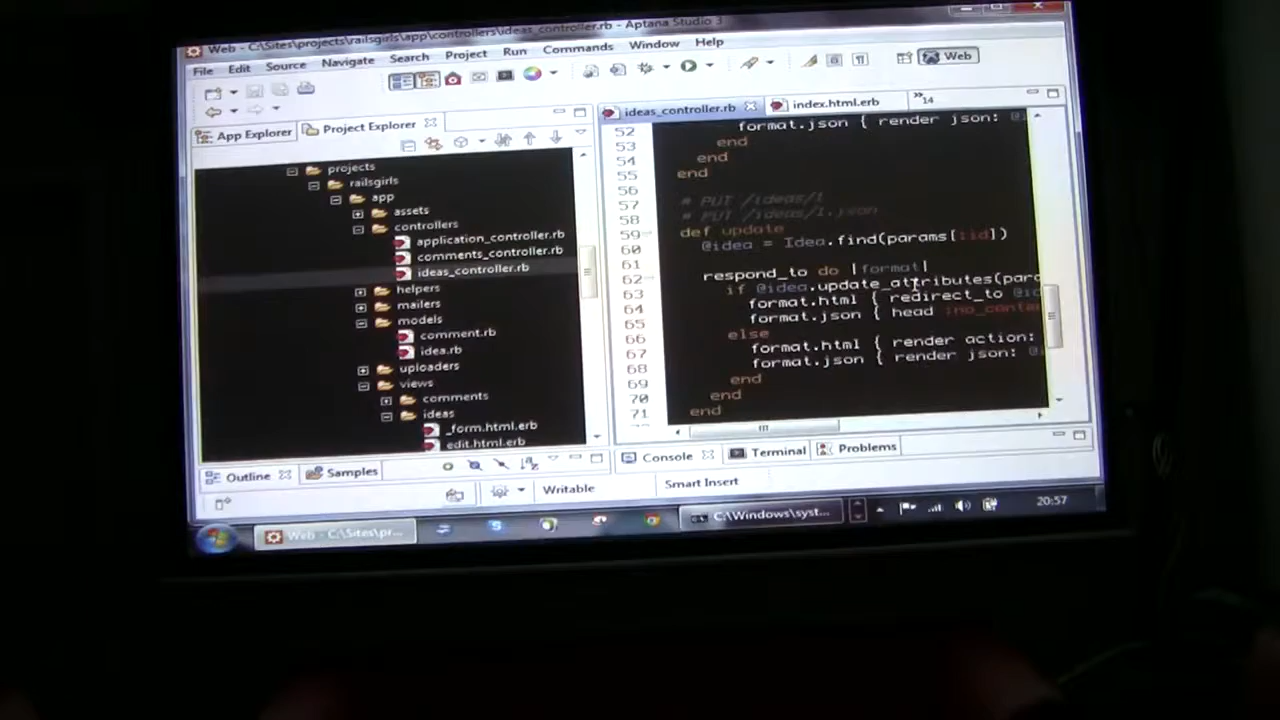 Web - C:\Sites\projects\railsgirls\app\controllers\ideas_controller.rb - Aptana Studio 3
File Edit Source Navigate Search Project Run Commands Window Help
Web
App Explorer Project Explorer
projects
railsgirls
app
assets
controllers
application_controller.rb
comments_controller.rb
ideas_controller.rb
helpers
mailers
models
comment.rb
idea.rb
uploaders
views
comments
ideas
_form.html.erb
edit.html.erb
ideas_controller.rb index.html.erb »14
52 format.json { render json:
53 end
54 end
55 end
56
57 # PUT /ideas/1
58 # PUT /ideas/1.json
59 def update
60 @idea = Idea.find(params[:id])
61
62 respond_to do |format|
63 if @idea.update_attributes(para
64 format.html { redirect_to @id
65 format.json { head :no_conte
66 else
67 format.html { render action:
68 format.json { render json: @
69 end
70 end
71 end
Outline Samples
Console Terminal Problems
Writable Smart Insert
Web - C:\Sites\pr...
C:\Windows\syst...
20:57